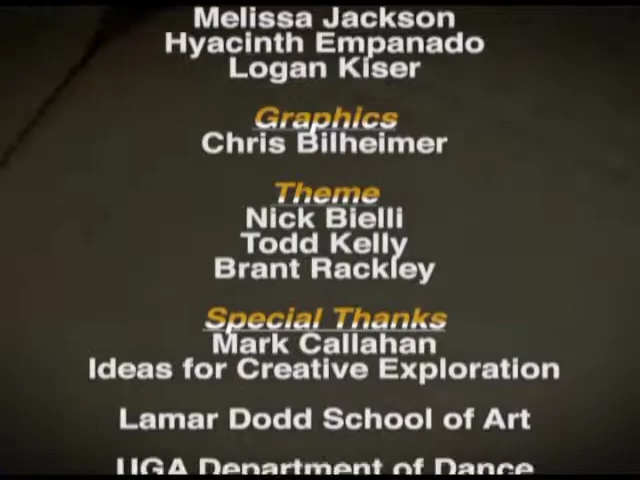 Melissa Jackson
Hyacinth Empanado
Logan Kiser
Graphics
Chris Bilheimer
Theme
Nick Bielli
Todd Kelly
Brant Rackley
Special Thanks
Mark Callahan
Ideas for Creative Exploration
Lamar Dodd School of Art
UGA Department of Dance